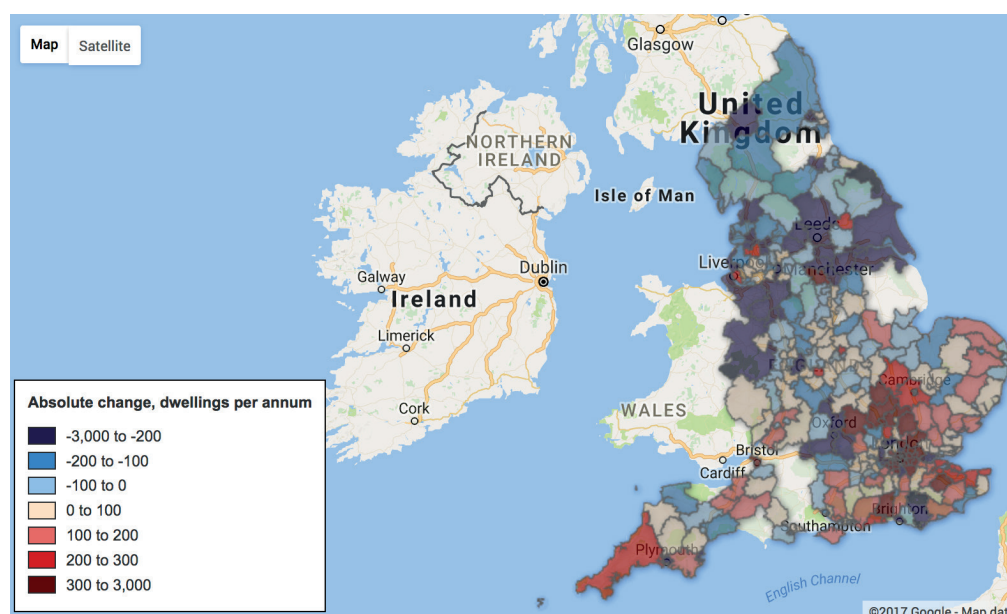 Map
Satellite
Glasgow
United
Kingdom
NORTHERN
IRELAND
Isle of Man
Leeds
Liverpool
Manchester
Dublin
Galway
Ireland
Limerick
Cambridge
Cork
WALES
Oxford
London
Bristol
Cardiff
Southampton
Brighton
Plymouth
English Channel
Absolute change, dwellings per annum
-3,000 to -200
-200 to -100
-100 to 0
0 to 100
100 to 200
200 to 300
300 to 3,000
©2017 Google - Map dat